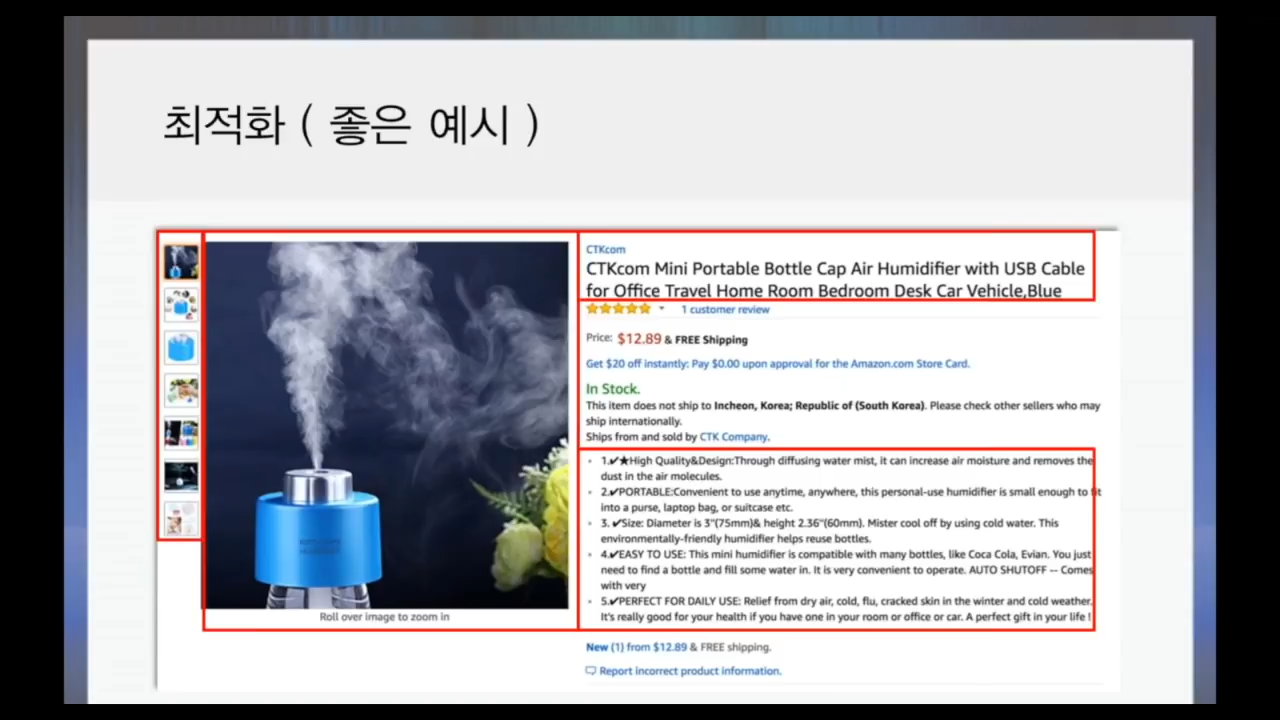 최적화 ( 좋은 예시 )
CTKcom
CTKcom Mini Portable Bottle Cap Air Humidifier with USB Cable
for Office Travel Home Room Bedroom Desk Car Vehicle,Blue
1 customer review
Price: $12.89 & FREE Shipping
Get $20 off instantly: Pay $0.00 upon approval for the Amazon.com Store Card.
In Stock.
This item does not ship to Incheon, Korea; Republic of (South Korea). Please check other sellers who may
ship internationally.
Ships from and sold by CTK Company.
1.✔★High Quality&Design:Through diffusing water mist, it can increase air moisture and removes the
dust in the air molecules.
2.✔PORTABLE:Convenient to use anytime, anywhere, this personal-use humidifier is small enough to fit
into a purse, laptop bag, or suitcase etc.
3. ✔Size: Diameter is 3"(75mm)& height 2.36"(60mm). Mister cool off by using cold water. This
environmentally-friendly humidifier helps reuse bottles.
4.✔EASY TO USE: This mini humidifier is compatible with many bottles, like Coca Cola, Evian. You just
need to find a bottle and fill some water in. It is very convenient to operate. AUTO SHUTOFF -- Comes
with very
5.✔PERFECT FOR DAILY USE: Relief from dry air, cold, flu, cracked skin in the winter and cold weather.
It's really good for your health if you have one in your room or office or car. A perfect gift in your life !
Roll over image to zoom in
New (1) from $12.89 & FREE shipping.
Report incorrect product information.